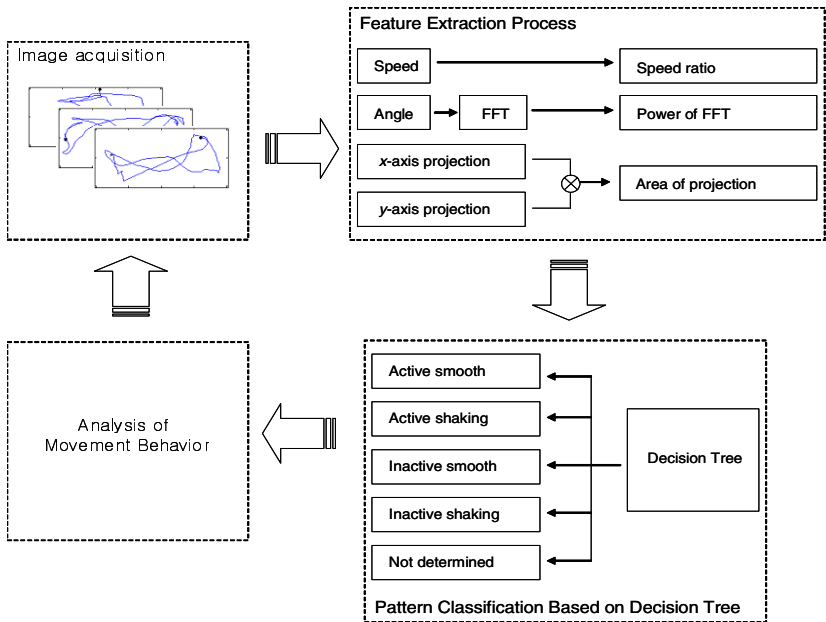 Image acquisition
Feature Extraction Process
Speed
Speed ratio
Angle
FFT
Power of FFT
x-axis projection
y-axis projection
Area of projection
Active smooth
Active shaking
Inactive smooth
Inactive shaking
Not determined
Decision Tree
Pattern Classification Based on Decision Tree
Analysis of
Movement Behavior